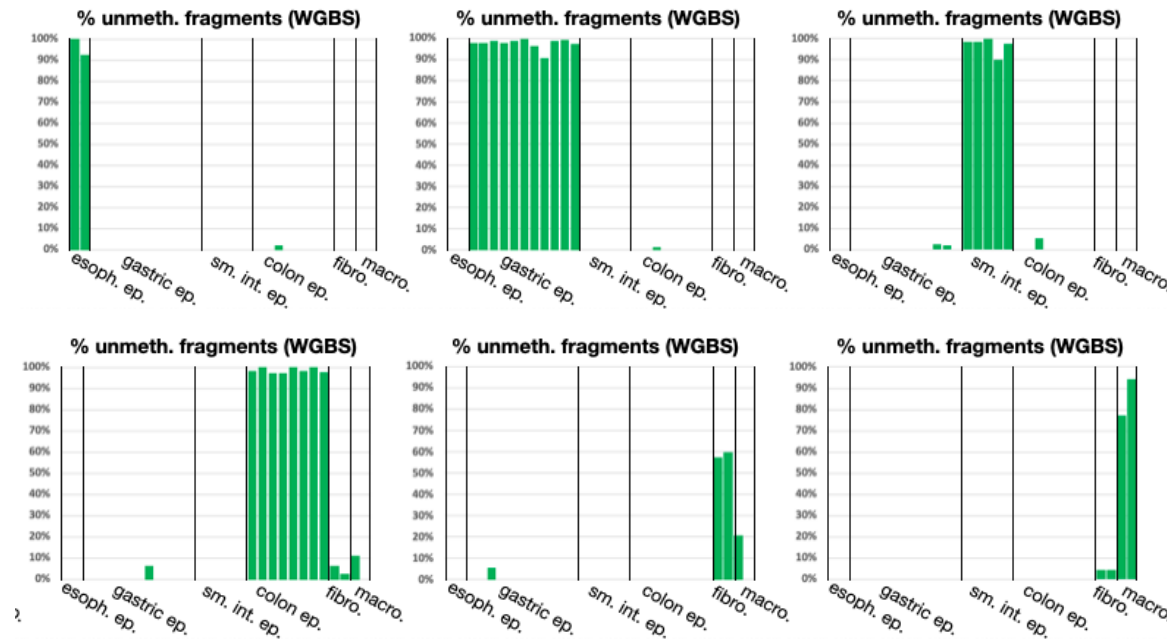 % unmeth. fragments (WGBS)
100%
90%
80%
70%
60%
50%
40%
30%
20%
10%
0%
esoph. ep.
gastric ep.
sm. int. ep.
colon ep.
fibro.
macro.
% unmeth. fragments (WGBS)
100%
90%
80%
70%
60%
50%
40%
30%
20%
10%
0%
esoph. ep.
gastric ep.
sm. int. ep.
colon ep.
fibro.
macro.
% unmeth. fragments (WGBS)
100%
90%
80%
70%
60%
50%
40%
30%
20%
10%
0%
esoph. ep.
gastric ep.
sm. int. ep.
colon ep.
fibro.
macro.
% unmeth. fragments (WGBS)
100%
90%
80%
70%
60%
50%
40%
30%
20%
10%
0%
esoph. ep.
gastric ep.
sm. int. ep.
colon ep.
fibro.
macro.
% unmeth. fragments (WGBS)
100%
90%
80%
70%
60%
50%
40%
30%
20%
10%
0%
esoph. ep.
gastric ep.
sm. int. ep.
colon ep.
fibro.
macro.
% unmeth. fragments (WGBS)
100%
90%
80%
70%
60%
50%
40%
30%
20%
10%
0%
esoph. ep.
gastric ep.
sm. int. ep.
colon ep.
fibro.
macro.